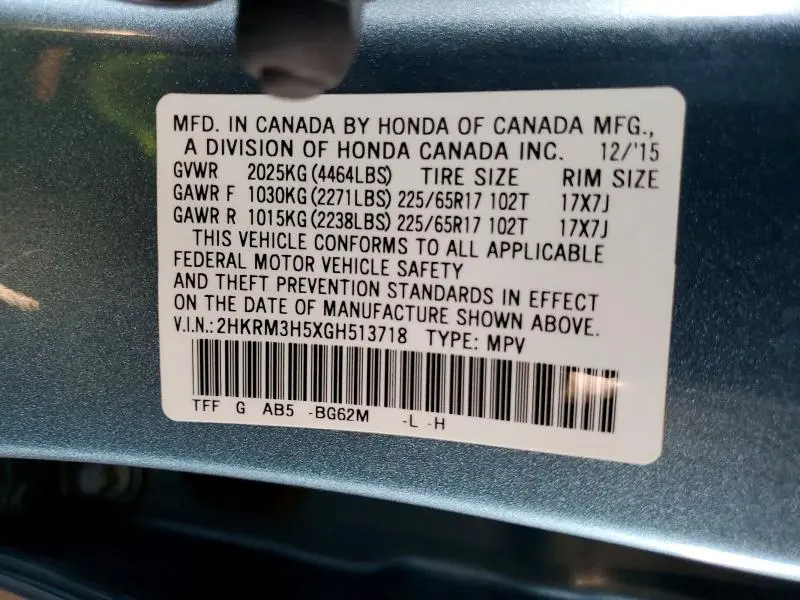 MFD. IN CANADA BY HONDA OF CANADA MFG.,
A DIVISION OF HONDA CANADA INC. 12/'15
GVWR 2025KG (4464LBS) TIRE SIZE RIM SIZE
GAWR F 1030KG (2271LBS) 225/65R17 102T 17X7J
GAWR R 1015KG (2238LBS) 225/65R17 102T 17X7J
THIS VEHICLE CONFORMS TO ALL APPLICABLE
FEDERAL MOTOR VEHICLE SAFETY
AND THEFT PREVENTION STANDARDS IN EFFECT
ON THE DATE OF MANUFACTURE SHOWN ABOVE.
V.I.N.: 2HKRM3H5XGH513718 TYPE: MPV
TFF G AB5 -BG62M -L -H